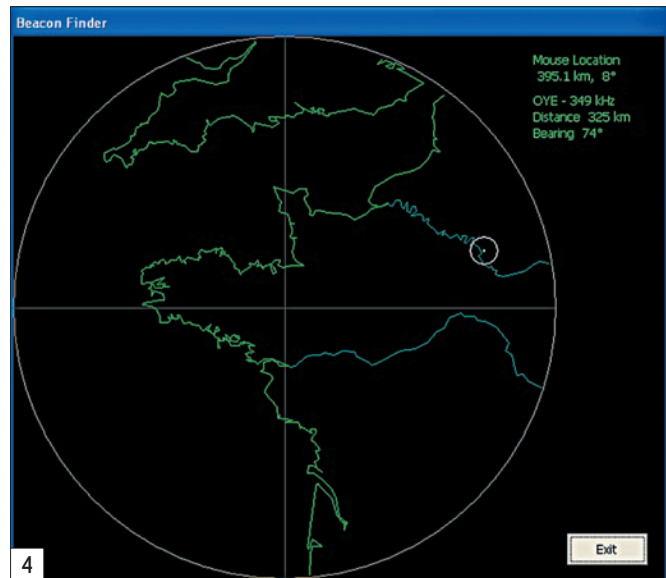 Beacon Finder
Mouse Location
395.1 km, 8°
OYE - 349 kHz
Distance 325 km
Bearing 74°
Exit
4